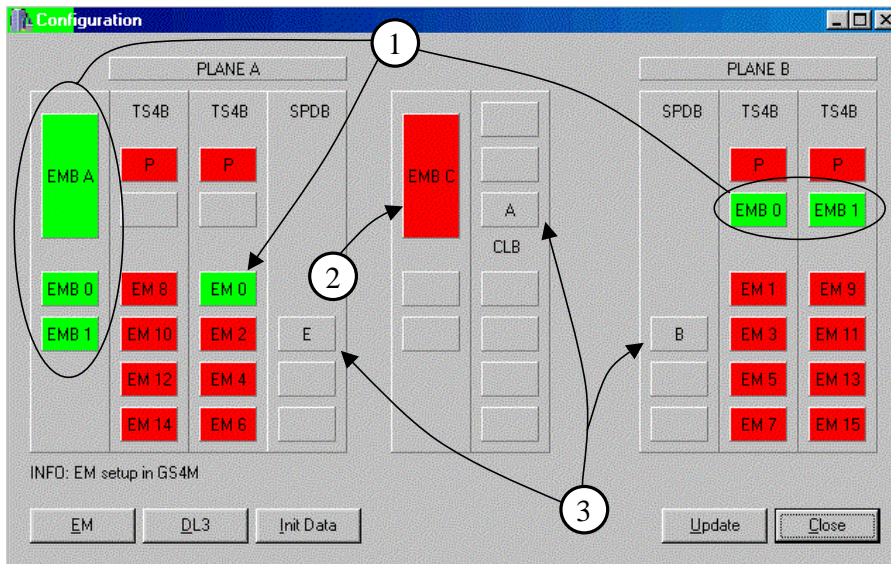 Configuration
1
PLANE A
PLANE B
TS4B TS4B SPDB
SPDB TS4B TS4B
EMB A
P P
EMB C
P P
A
EMB 0 EMB 1
CLB
2
EMB 0 EM 8 EM 0
EM 1 EM 9
EMB 1 EM 10 EM 2 E
B EM 3 EM 11
EM 12 EM 4
EM 5 EM 13
EM 14 EM 6
EM 7 EM 15
INFO: EM setup in GS4M
3
EM DL3 Init Data
Update Close